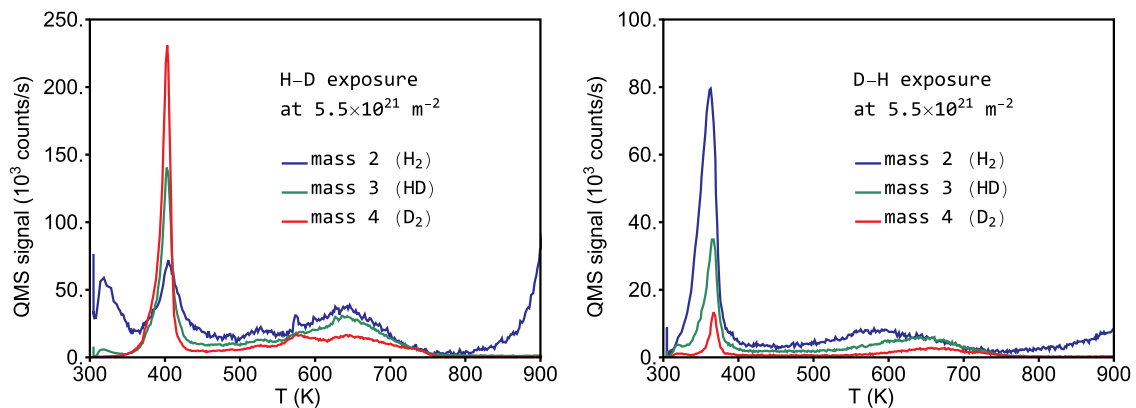 QMS signal (10³ counts/s)
250.
200.
150.
100.
50.
0.
300 400 500 600 700 800 900
T (K)
H–D exposure
at 5.5×10²¹ m⁻²
mass 2 (H₂)
mass 3 (HD)
mass 4 (D₂)
QMS signal (10³ counts/s)
100.
80.
60.
40.
20.
0.
300 400 500 600 700 800 900
T (K)
D–H exposure
at 5.5×10²¹ m⁻²
mass 2 (H₂)
mass 3 (HD)
mass 4 (D₂)